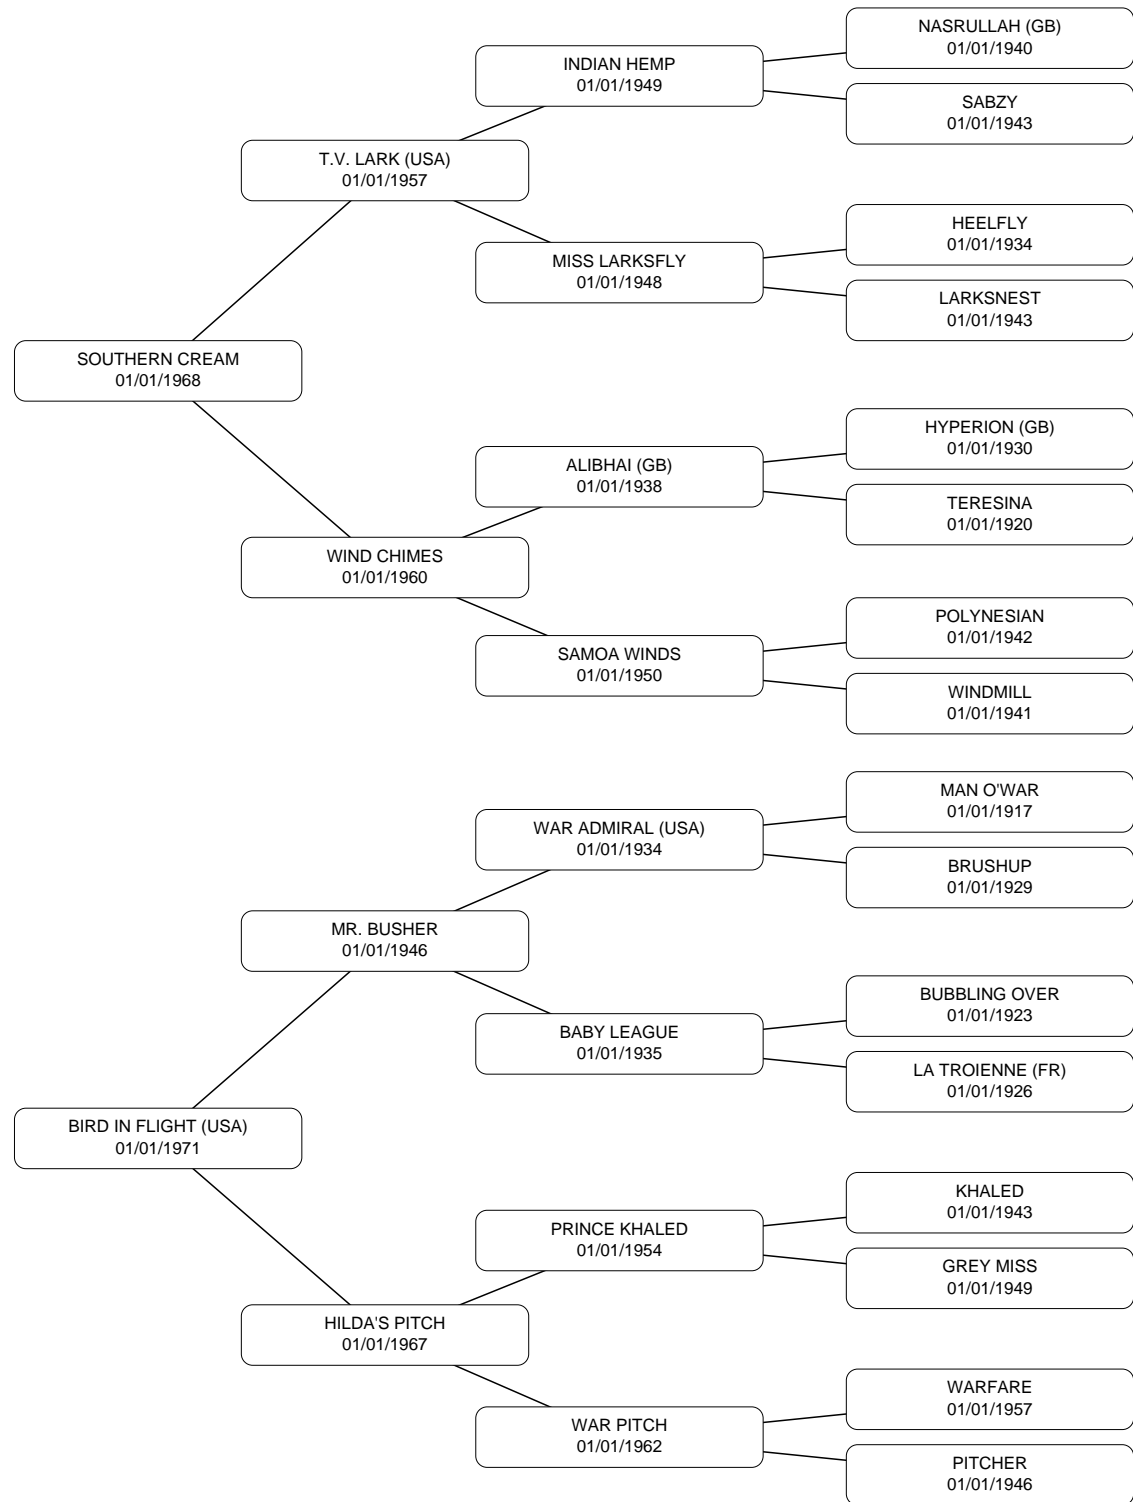 NASRULLAH (GB)
01/01/1940
INDIAN HEMP
01/01/1949
SABZY
01/01/1943
T.V. LARK (USA)
01/01/1957
HEELFLY
01/01/1934
MISS LARKSFLY
01/01/1948
LARKSNEST
01/01/1943
SOUTHERN CREAM
01/01/1968
HYPERION (GB)
01/01/1930
ALIBHAI (GB)
01/01/1938
TERESINA
01/01/1920
WIND CHIMES
01/01/1960
POLYNESIAN
01/01/1942
SAMOA WINDS
01/01/1950
WINDMILL
01/01/1941
MAN O'WAR
01/01/1917
WAR ADMIRAL (USA)
01/01/1934
BRUSHUP
01/01/1929
MR. BUSHER
01/01/1946
BUBBLING OVER
01/01/1923
BABY LEAGUE
01/01/1935
LA TROIENNE (FR)
01/01/1926
BIRD IN FLIGHT (USA)
01/01/1971
KHALED
01/01/1943
PRINCE KHALED
01/01/1954
GREY MISS
01/01/1949
HILDA'S PITCH
01/01/1967
WARFARE
01/01/1957
WAR PITCH
01/01/1962
PITCHER
01/01/1946